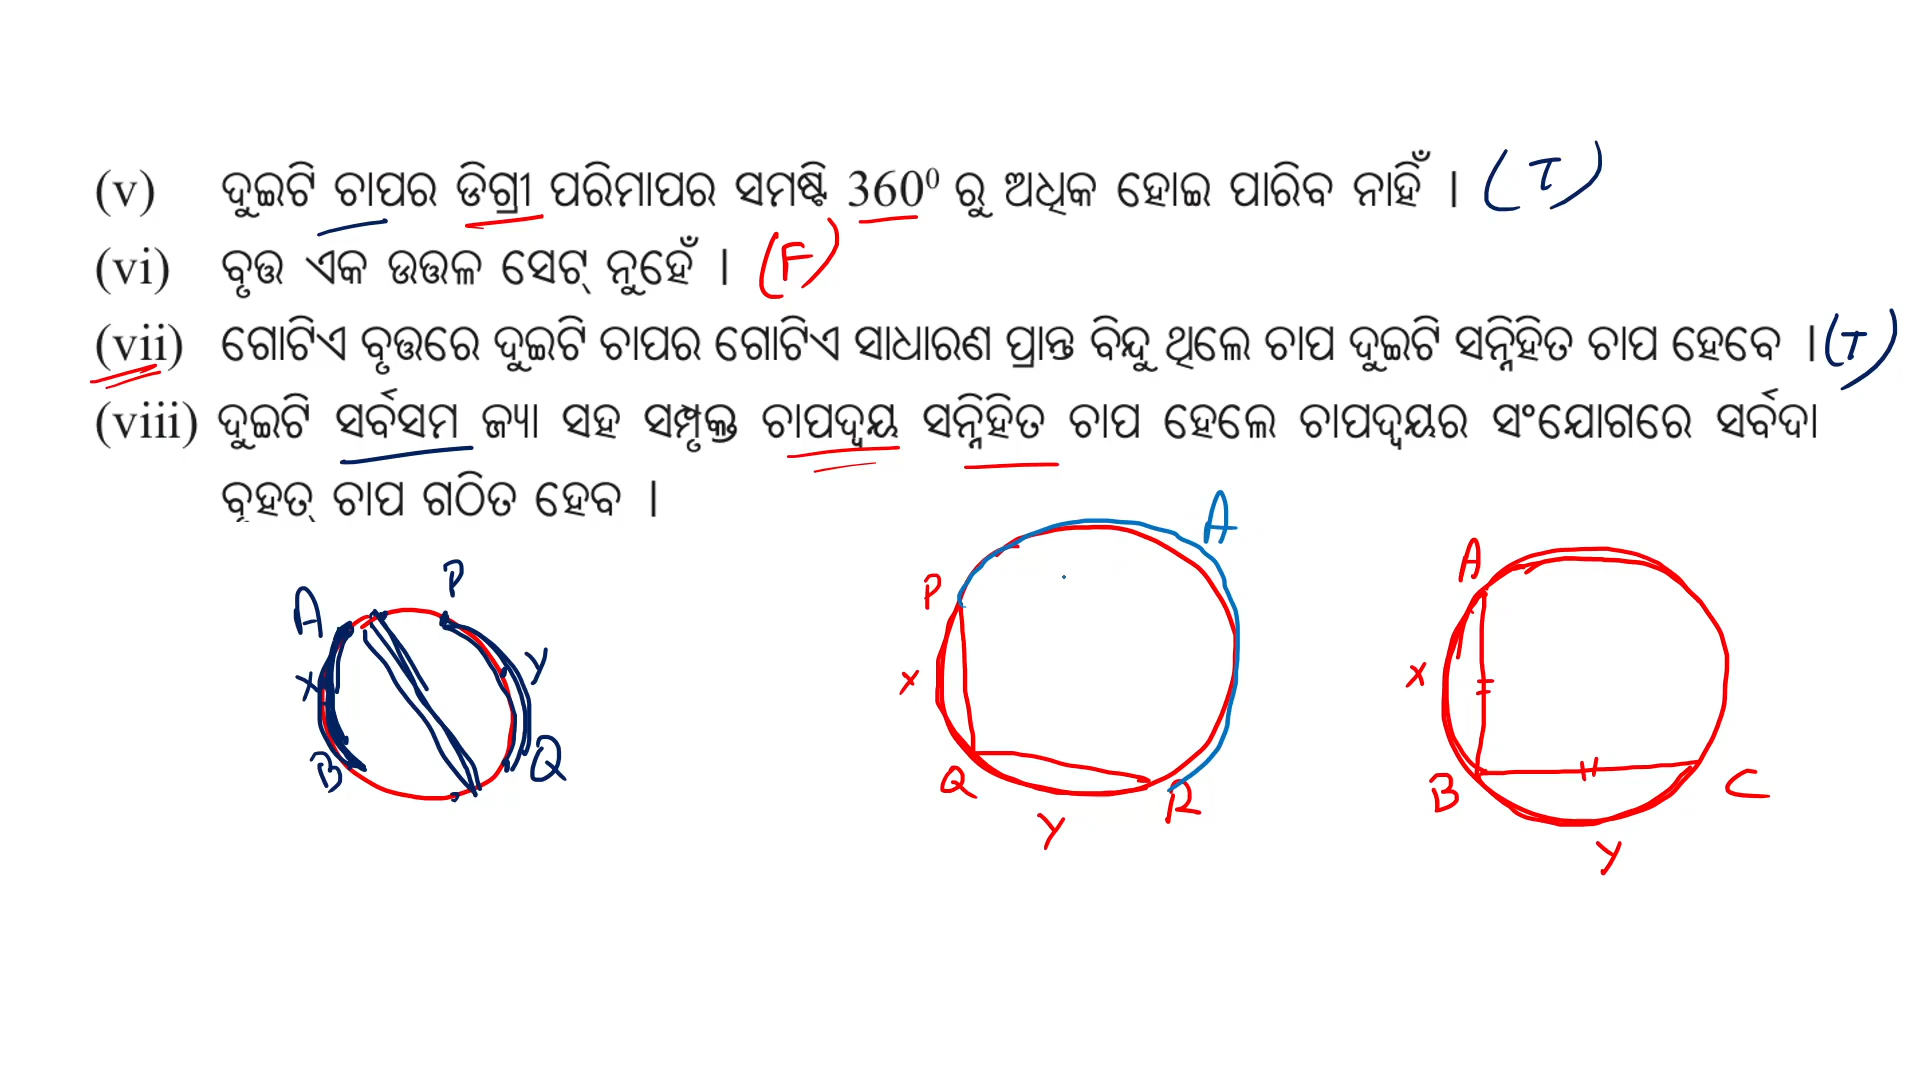 (v) ଦୁଇଟି ଚାପର ଡିଗ୍ରୀ ପରିମାପର ସମଷ୍ଟି 360⁰ ରୁ ଅଧିକ ହୋଇ ପାରିବ ନାହିଁ । (T)
(vi) ବୃତ୍ତ ଏକ ଉତ୍ତଳ ସେଟ୍ ନୁହେଁ । (F)
(vii) ଗୋଟିଏ ବୃତ୍ତରେ ଦୁଇଟି ଚାପର ଗୋଟିଏ ସାଧାରଣ ପ୍ରାନ୍ତ ବିନ୍ଦୁ ଥିଲେ ଚାପ ଦୁଇଟି ସନ୍ନିହିତ ଚାପ ହେବେ । (T)
(viii) ଦୁଇଟି ସର୍ବସମ ଜ୍ୟା ସହ ସମ୍ପୃକ୍ତ ଚାପଦ୍ୱୟ ସନ୍ନିହିତ ଚାପ ହେଲେ ଚାପଦ୍ୱୟର ସଂଯୋଗରେ ସର୍ବଦା
ବୃହତ୍ ଚାପ ଗଠିତ ହେବ ।
A P X Y B Q
A P X Q Y R
A X B C Y